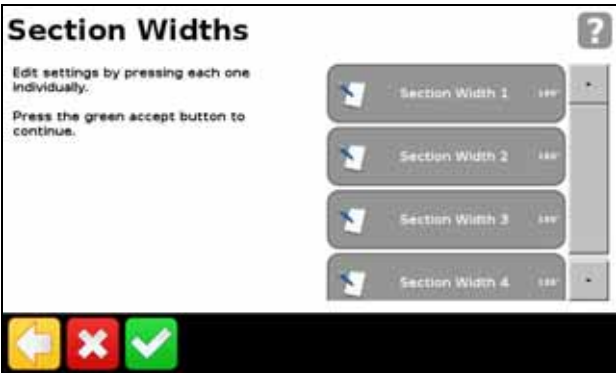 Section Widths
?
Edit settings by pressing each one
individually.
Press the green accept button to
continue.
Section Width 1
Section Width 2
Section Width 3
Section Width 4